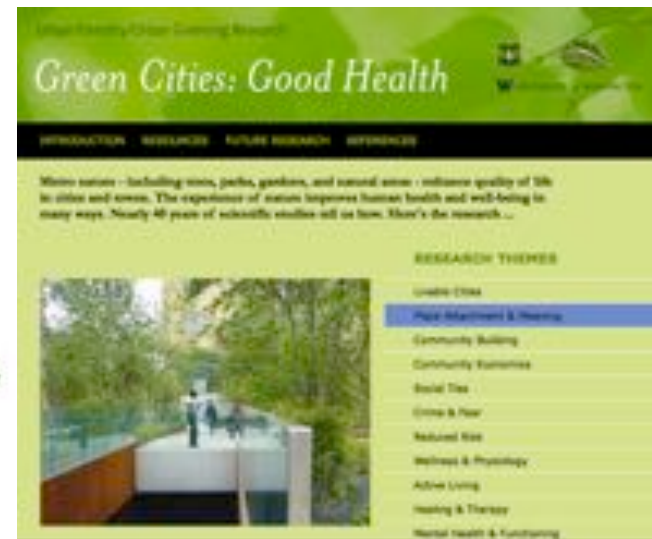 Urban Forestry/Urban Greening Research
Green Cities: Good Health
INTRODUCTION RESOURCES FUTURE RESEARCH REFERENCES
Metro nature - including trees, parks, gardens, and natural areas - enhance quality of life
in cities and towns. The experience of nature improves human health and well-being in
many ways. Nearly 40 years of scientific studies tell us how. Here's the research ...
RESEARCH THEMES
Livable Cities
Place Attachment & Meaning
Community Building
Community Economics
Social Ties
Crime & Fear
Reduced Risk
Wellness & Physiology
Active Living
Healing & Therapy
Mental Health & Functioning